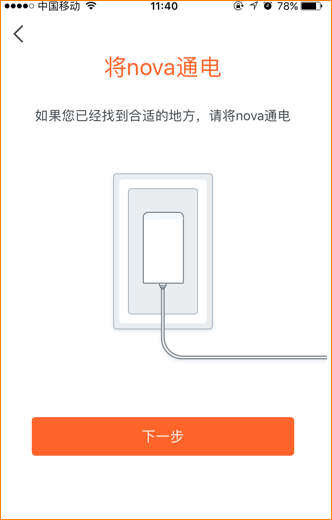 中国移动 11:40 78%
将nova通电
如果您已经找到合适的地方，请将nova通电
下一步